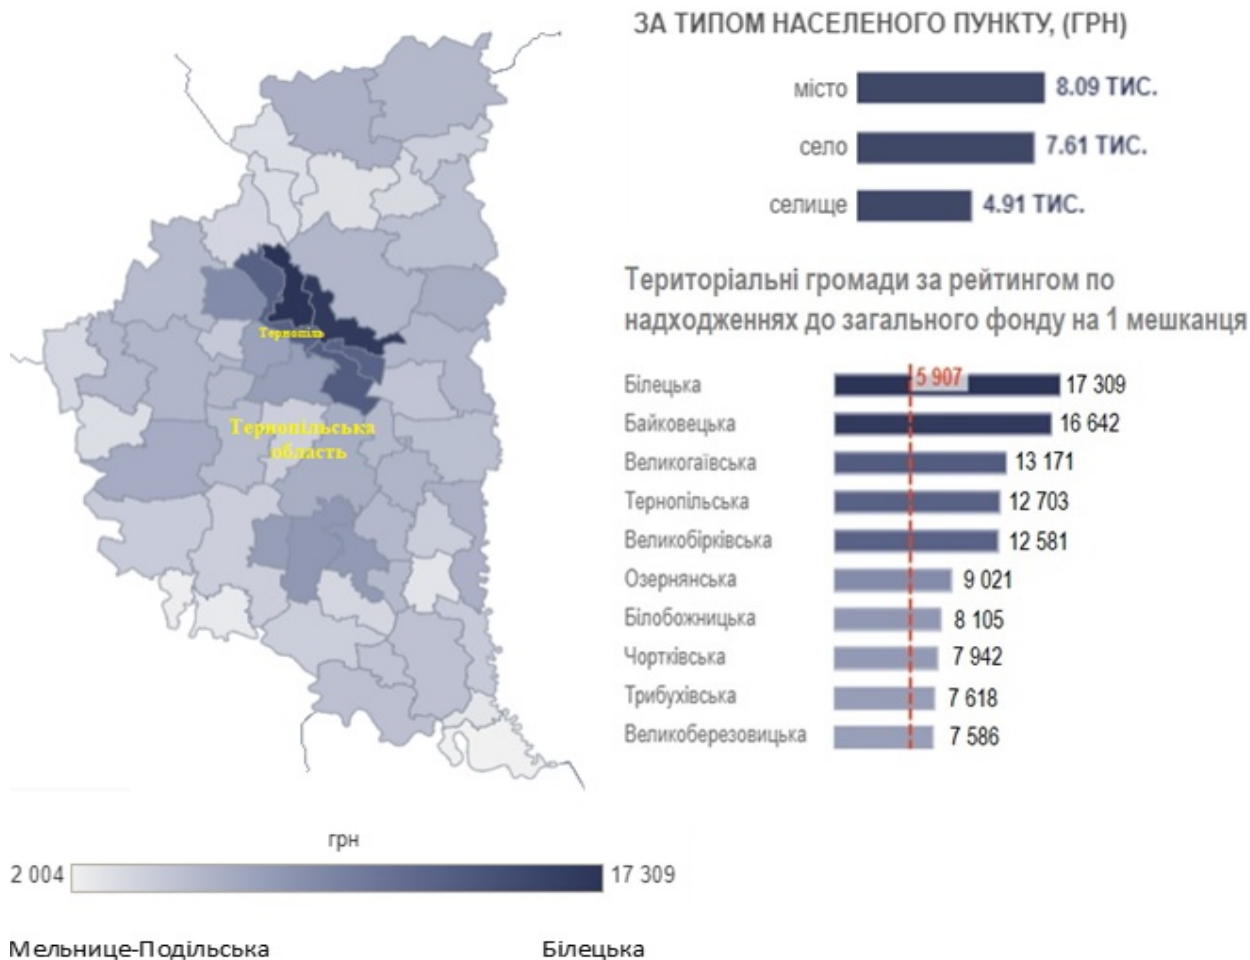 ЗА ТИПОМ НАСЕЛЕНОГО ПУНКТУ, (ГРН)
місто 8.09 ТИС.
село 7.61 ТИС.
селище 4.91 ТИС.
Тернопіль
Тернопільська
область
Територіальні громади за рейтингом по
надходженнях до загального фонду на 1 мешканця
5 907
Білецька 17 309
Байковецька 16 642
Великогаївська 13 171
Тернопільська 12 703
Великобірківська 12 581
Озернянська 9 021
Білобожницька 8 105
Чортківська 7 942
Трибухівська 7 618
Великоберезовицька 7 586
грн
2 004 17 309
Мельнице-Подільська Білецька